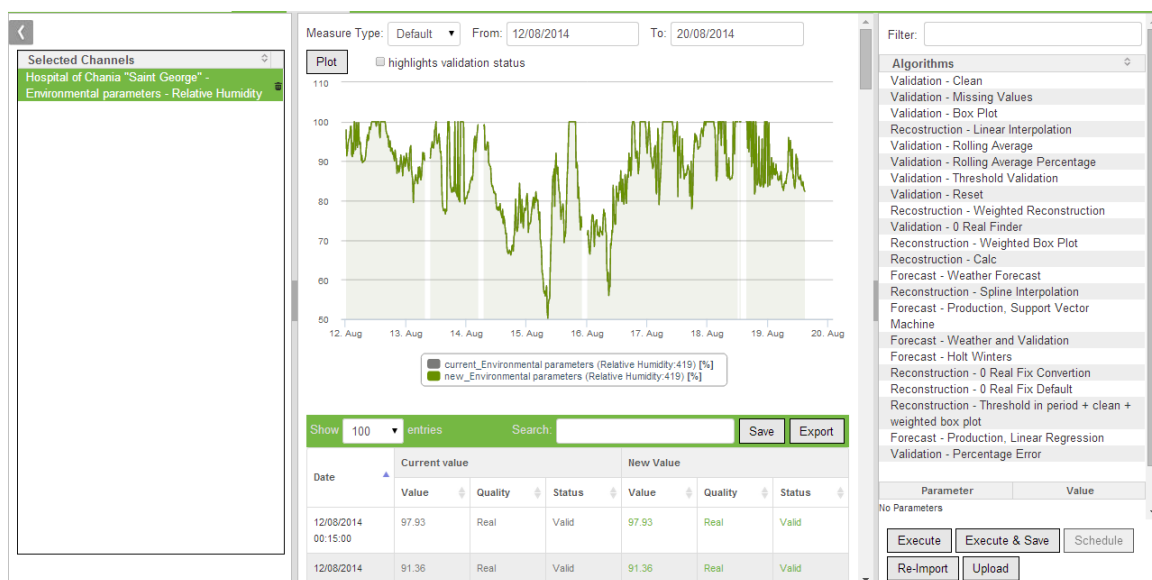 Selected Channels
Hospital of Chania "Saint George" -
Environmental parameters - Relative Humidity
Measure Type: Default From: 12/08/2014 To: 20/08/2014
Plot highlights validation status
110
100
90
80
70
60
50
12. Aug 13. Aug 14. Aug 15. Aug 16. Aug 17. Aug 18. Aug 19. Aug 20. Aug
current_Environmental parameters (Relative Humidity:419) [%]
new_Environmental parameters (Relative Humidity:419) [%]
Show 100 entries Search: Save Export
Date Current value New Value
Value Quality Status Value Quality Status
12/08/2014 00:15:00 97.93 Real Valid 97.93 Real Valid
12/08/2014 91.36 Real Valid 91.36 Real Valid
Filter:
Algorithms
Validation - Clean
Validation - Missing Values
Validation - Box Plot
Recostruction - Linear Interpolation
Validation - Rolling Average
Validation - Rolling Average Percentage
Validation - Threshold Validation
Validation - Reset
Recostruction - Weighted Reconstruction
Validation - 0 Real Finder
Reconstruction - Weighted Box Plot
Recostruction - Calc
Forecast - Weather Forecast
Reconstruction - Spline Interpolation
Forecast - Production, Support Vector
Machine
Forecast - Weather and Validation
Forecast - Holt Winters
Reconstruction - 0 Real Fix Convertion
Reconstruction - 0 Real Fix Default
Reconstruction - Threshold in period + clean +
weighted box plot
Forecast - Production, Linear Regression
Validation - Percentage Error
Parameter Value
No Parameters
Execute Execute & Save Schedule
Re-Import Upload